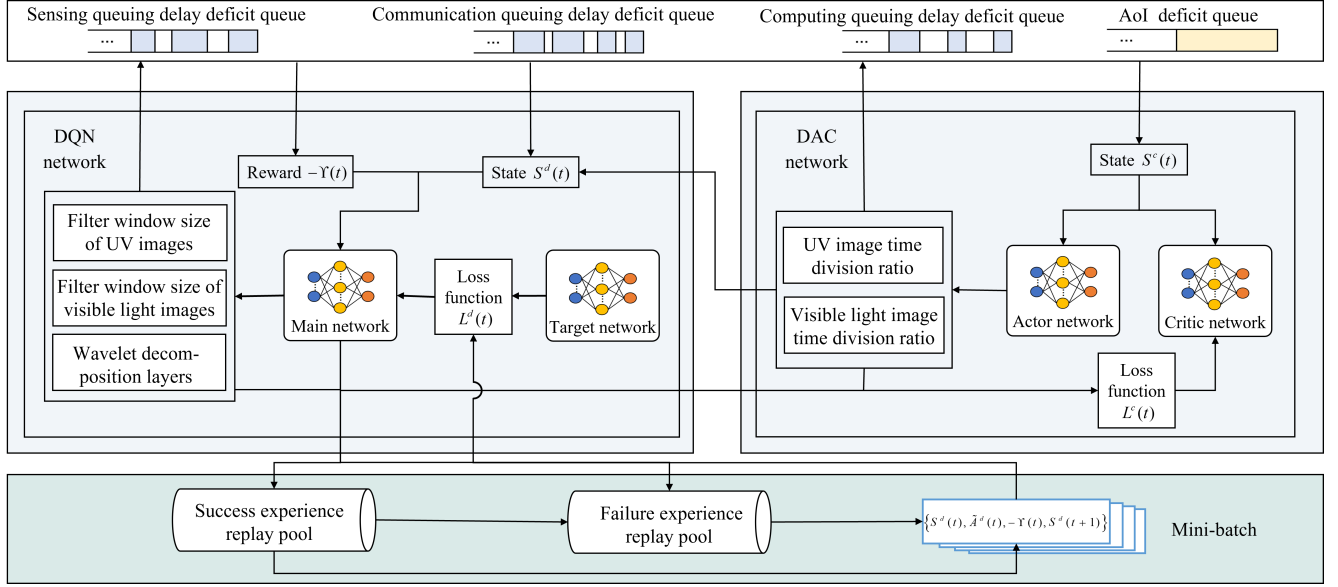 Sensing queuing delay deficit queue
Communication queuing delay deficit queue
Computing queuing delay deficit queue
AoI deficit queue
...
...
...
...
DQN
network
Reward −ϒ(t)
State S^d(t)
Filter window size
of UV images
Filter window size of
visible light images
Wavelet decom-
position layers
Main network
Loss
function
L^d(t)
Target network
DAC
network
State S^c(t)
UV image time
division ratio
Visible light image
time division ratio
Actor network
Critic network
Loss
function
L^c(t)
Success experience
replay pool
Failure experience
replay pool
{S^d(t), Ã^d(t), −ϒ(t), S^d(t+1)}
Mini-batch